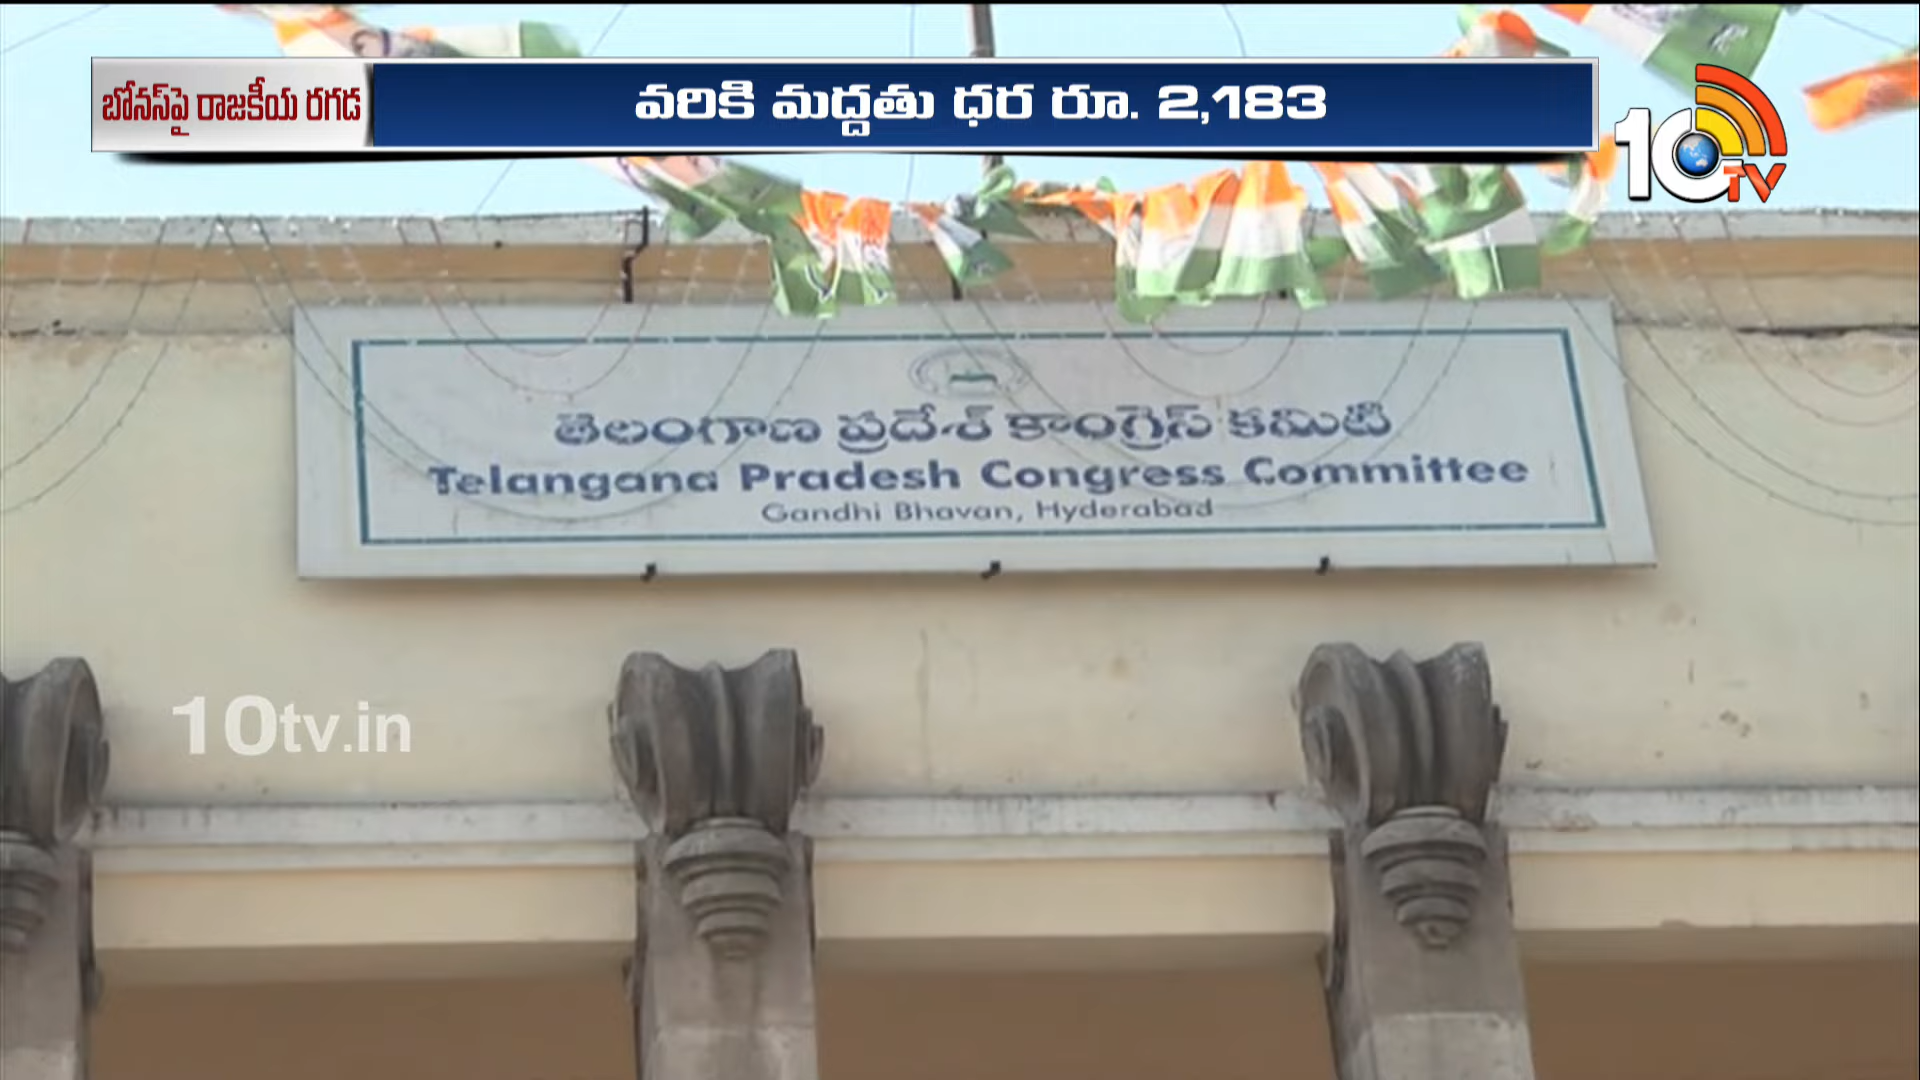 బోనస్‌పై రాజకీయ రగడ
వరికి మద్దతు ధర రూ. 2,183
10TV
తెలంగాణ ప్రదేశ్ కాంగ్రెస్ కమిటి
Telangana Pradesh Congress Committee
Gandhi Bhavan, Hyderabad
10tv.in